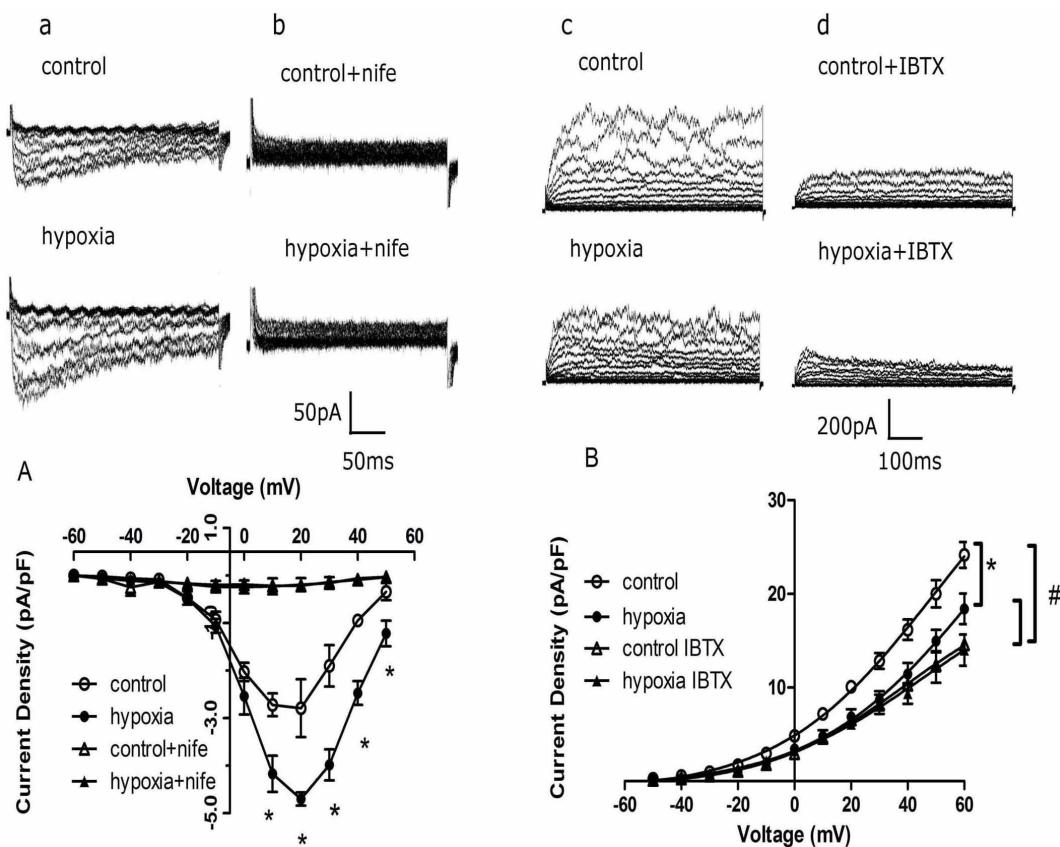 a
b
c
d
control
control+nife
control
control+IBTX
hypoxia
hypoxia+nife
hypoxia
hypoxia+IBTX
50pA
50ms
200pA
100ms
A
Voltage (mV)
-60 -40 -20 0 20 40 60
1.0
-3.0
-5.0
Current Density (pA/pF)
control
hypoxia
control+nife
hypoxia+nife
*
*
*
*
*
B
30
20
10
Current Density (pA/pF)
control
hypoxia
control IBTX
hypoxia IBTX
*
#
-60 -40 -20 0 20 40 60
Voltage (mV)